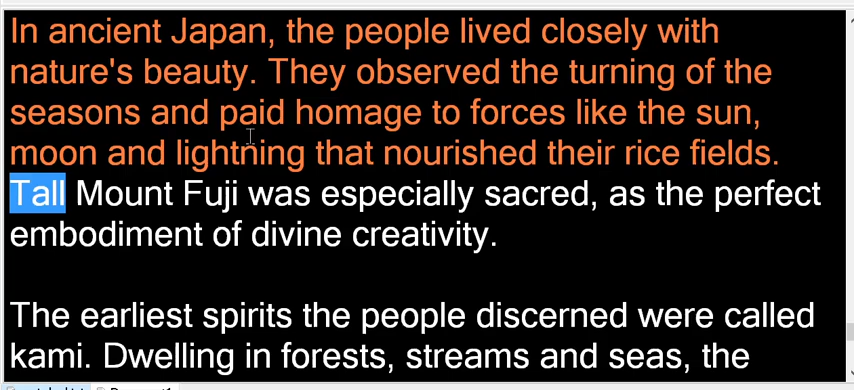 In ancient Japan, the people lived closely with
nature's beauty. They observed the turning of the
seasons and paid homage to forces like the sun,
moon and lightning that nourished their rice fields.
Tall Mount Fuji was especially sacred, as the perfect
embodiment of divine creativity.
The earliest spirits the people discerned were called
kami. Dwelling in forests, streams and seas, the